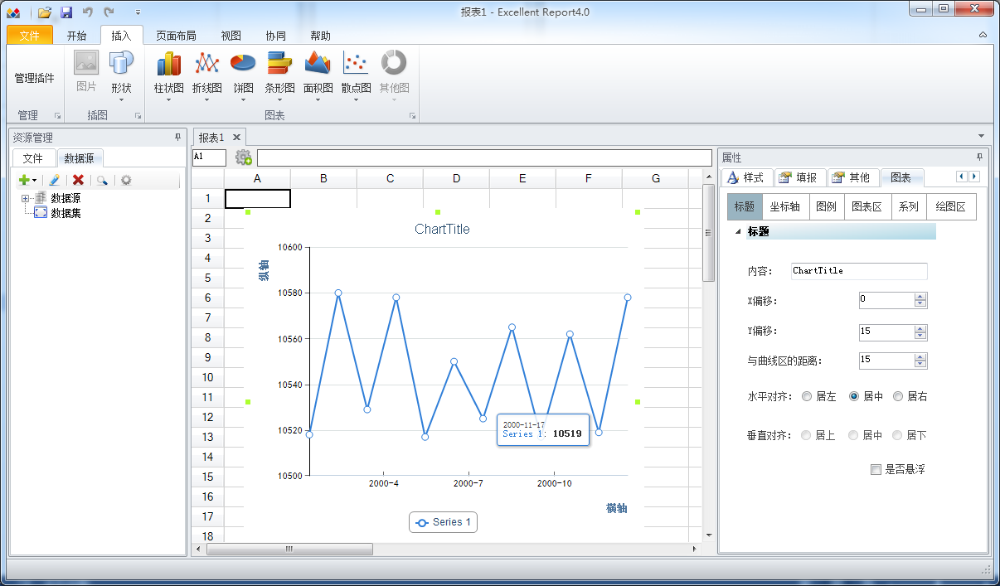 报表1 - Excellent Report4.0
文件 开始 插入 页面布局 视图 协同 帮助
管理插件 图片 形状 柱状图 折线图 饼图 条形图 面积图 散点图 其他图
管理 插图 图表
资源管理
文件 数据源
数据源
数据集
报表1
A1
A B C D E F G
1
2
3
4
5
6
7
8
9
10
11
12
13
14
15
16
17
18
ChartTitle
纵轴
10600
10580
10560
10540
10520
10500
2000-11-17
Series 1: 10519
2000-4 2000-7 2000-10
横轴
Series 1
属性
样式 填报 其他 图表
标题 坐标轴 图例 图表区 系列 绘图区
标题
内容: ChartTitle
X偏移: 0
Y偏移: 15
与曲线区的距离: 15
水平对齐: 居左 居中 居右
垂直对齐: 居上 居中 居下
是否悬浮